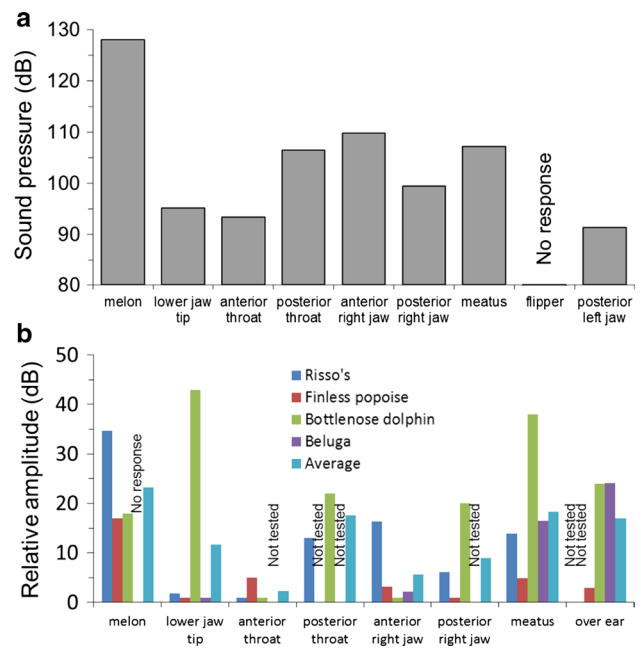 a
130
120
110
100
90
80
Sound pressure (dB)
No response
melon
lower jaw
tip
anterior
throat
posterior
throat
anterior
right jaw
posterior
right jaw
meatus
flipper
posterior
left jaw
b
50
40
30
20
10
0
Relative amplitude (dB)
Risso's
Finless popoise
Bottlenose dolphin
Beluga
Average
No response
Not tested
Not tested
Not tested
Not tested
Not tested
Not tested
melon
lower jaw
tip
anterior
throat
posterior
throat
anterior
right jaw
posterior
right jaw
meatus
over ear